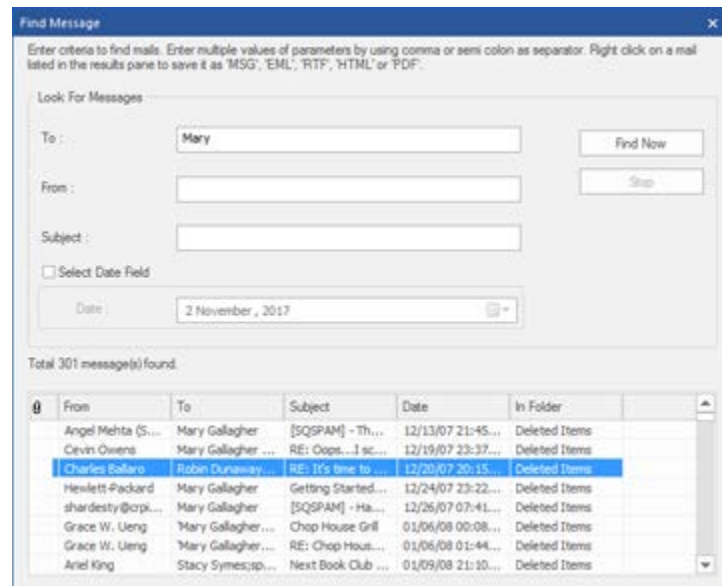 Find Message
Enter criteria to find mails. Enter multiple values of parameters by using comma or semi colon as separator. Right click on a mail
listed in the results pane to save it as 'MSG', 'EML', 'RTF', 'HTML' or 'PDF'.
Look For Messages
To : Mary Find Now
From : Stop
Subject :
Select Date Field
Date : 2 November , 2017
Total 301 message(s) found.
From To Subject Date In Folder
Angel Mehta (S... Mary Gallagher [SQSPAM] - Th... 12/13/07 21:45... Deleted Items
Cevin Owens Mary Gallagher ... RE: Oops...I sc... 12/19/07 23:37... Deleted Items
Charles Ballaro Robin Dunaway... RE: It's time to ... 12/20/07 20:15... Deleted Items
Hewlett-Packard Mary Gallagher Getting Started... 12/24/07 23:22... Deleted Items
shardesty@crpi... Mary Gallagher [SQSPAM] - Ha... 12/26/07 07:41... Deleted Items
Grace W. Ueng 'Mary Gallagher... Chop House Grill 01/06/08 00:08... Deleted Items
Grace W. Ueng 'Mary Gallagher... RE: Chop Hous... 01/06/08 01:44... Deleted Items
Ariel King Stacy Symes;sp... Next Book Club ... 01/09/08 21:10... Deleted Items